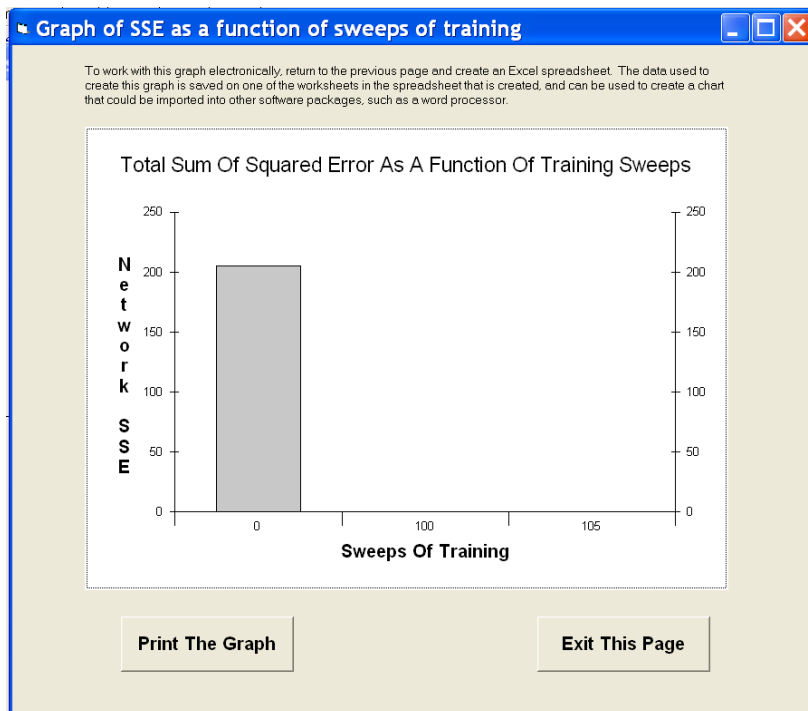 Graph of SSE as a function of sweeps of training
To work with this graph electronically, return to the previous page and create an Excel spreadsheet. The data used to
create this graph is saved on one of the worksheets in the spreadsheet that is created, and can be used to create a chart
that could be imported into other software packages, such as a word processor.
Total Sum Of Squared Error As A Function Of Training Sweeps
Network SSE
250
200
150
100
50
0
250
200
150
100
50
0
0 100 105
Sweeps Of Training
Print The Graph
Exit This Page